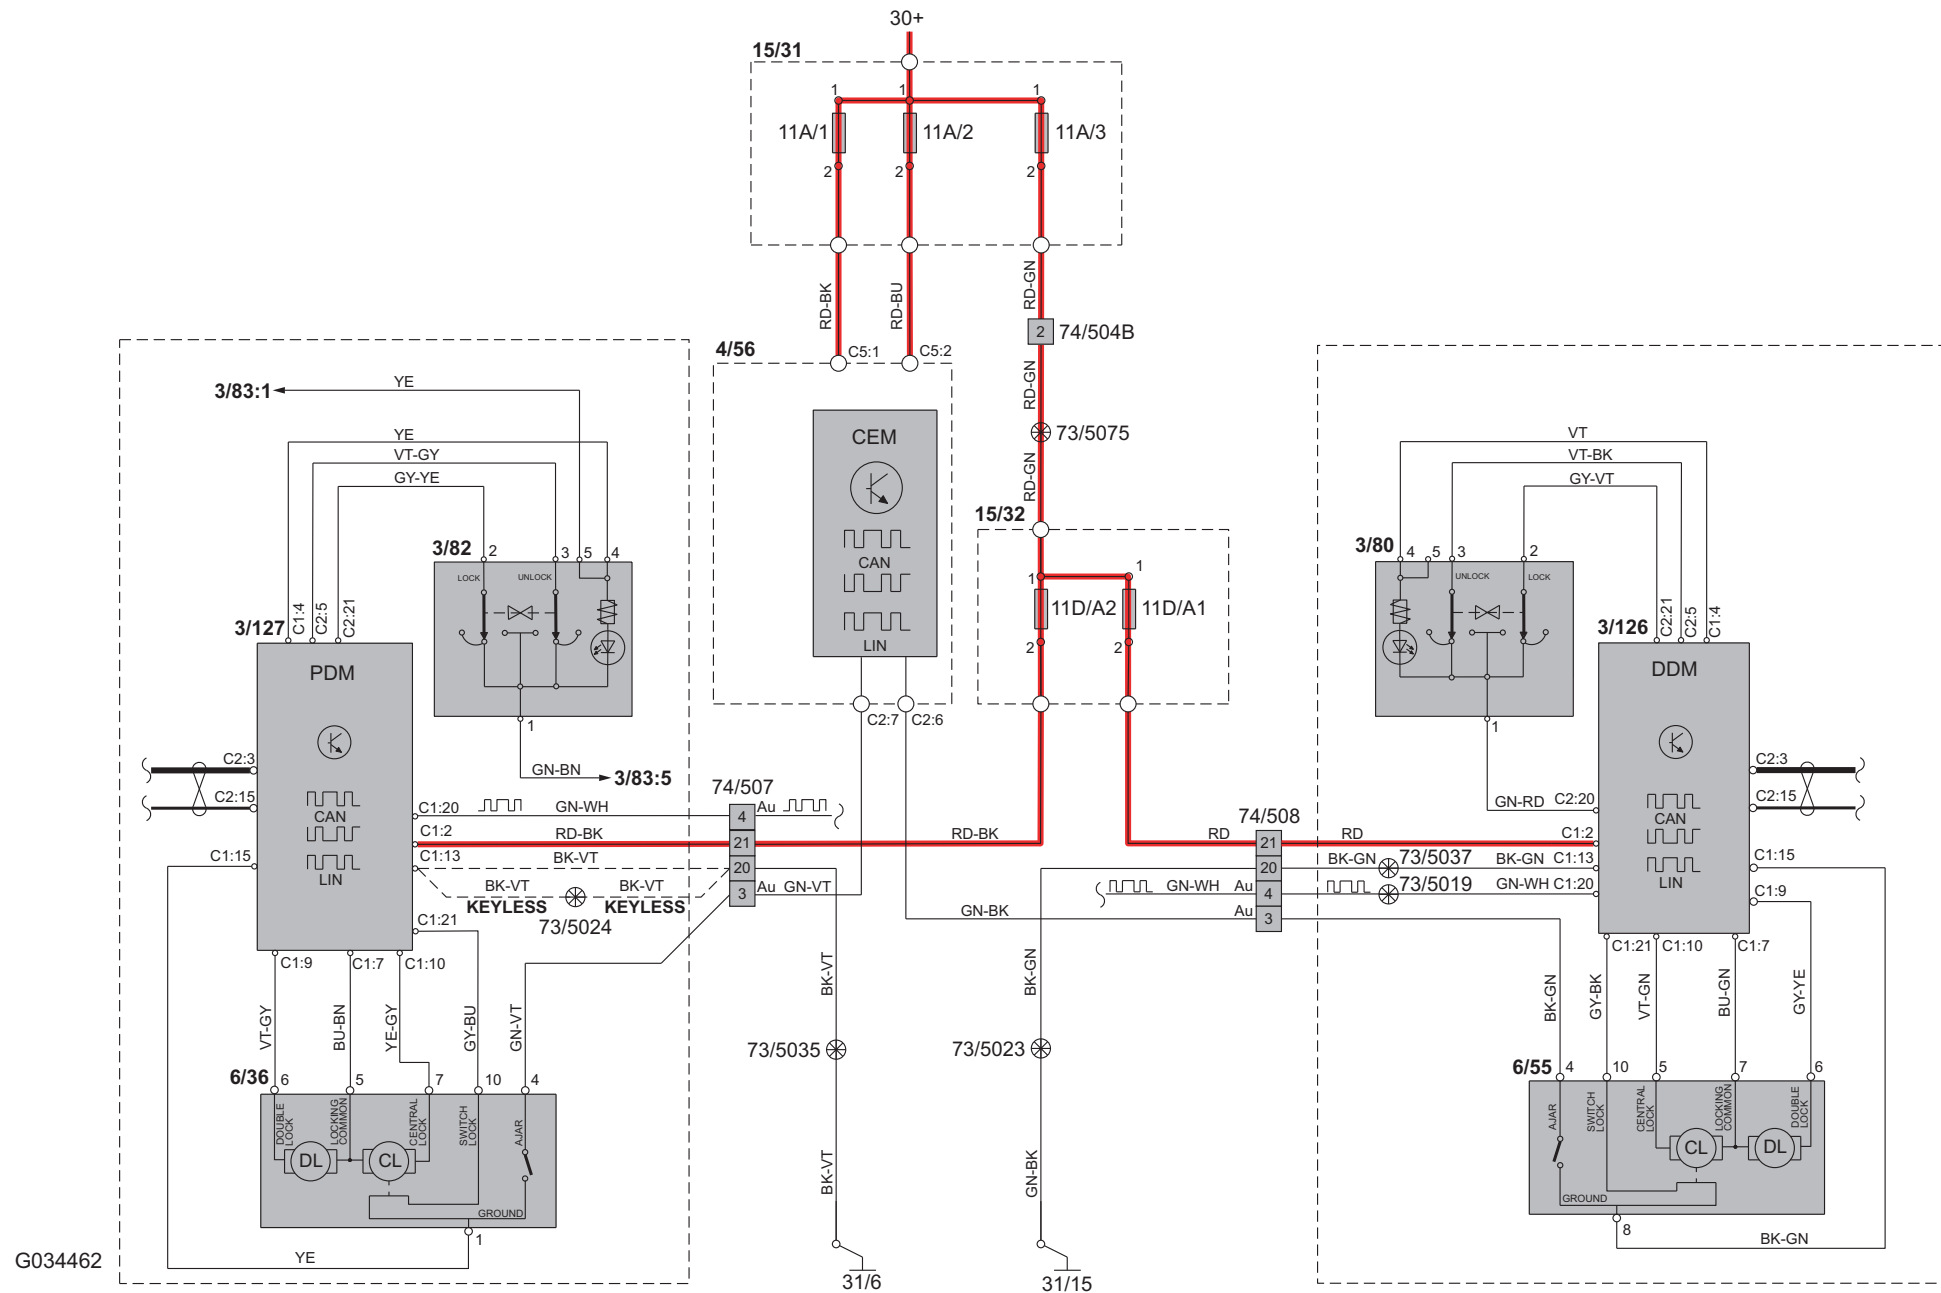 30+
15/31
1
1
1
11A/1
11A/2
11A/3
2
2
2
RD-BK
RD-BU
RD-GN
2
74/504B
4/56
C5:1
C5:2
RD-GN
3/83:1
YE
CEM
73/5075
YE
VT-GY
GY-YE
VT
VT-BK
GY-VT
RD-GN
15/32
CAN
LIN
3/82
2
3
5
4
LOCK
UNLOCK
3/80
4
5
3
2
UNLOCK
LOCK
1
1
11D/A2
11D/A1
2
2
3/127
C1:4
C2:5
C2:21
PDM
3/126
C2:21
C2:5
C1:4
DDM
1
C2:7
C2:6
1
GN-BN
3/83:5
C2:3
C2:15
CAN
LIN
C1:20
GN-WH
74/507
4
Au
C1:2
RD-BK
21
RD-BK
C1:13
BK-VT
20
BK-VT
BK-VT
KEYLESS
KEYLESS
73/5024
3
Au
GN-VT
C1:15
C1:21
74/508
GN-RD
C2:20
RD
21
RD
C1:2
20
BK-GN
73/5037
BK-GN
C1:13
GN-WH
Au
4
73/5019
GN-WH
C1:20
GN-BK
Au
3
CAN
LIN
C2:3
C2:15
C1:15
C1:9
C1:9
C1:7
C1:10
C1:21
C1:10
C1:7
VT-GY
BU-BN
YE-GY
GY-BU
GN-VT
BK-VT
BK-GN
BK-GN
GY-BK
VT-GN
BU-GN
GY-YE
73/5035
73/5023
6/36
6
5
7
10
4
6/55
4
10
5
7
6
DOUBLE
LOCK
LOCKING
COMMON
CENTRAL
LOCK
SWITCH
LOCK
AJAR
DL
CL
GROUND
1
AJAR
SWITCH
LOCK
CENTRAL
LOCK
LOCKING
COMMON
DOUBLE
LOCK
CL
DL
GROUND
8
BK-VT
GN-BK
YE
BK-GN
G034462
31/6
31/15